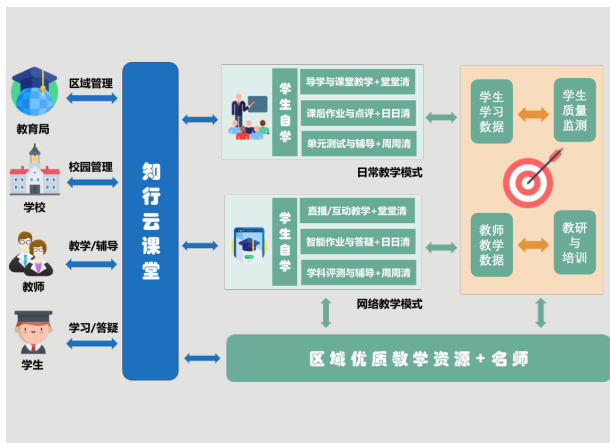 区域管理
教育局
校园管理
学校
教学/辅导
教师
学习/答疑
学生
知行云课堂
学生自学
导学与课堂教学+堂堂清
课后作业与点评+日日清
单元测试与辅导+周周清
日常教学模式
学生自学
直播/互动教学+堂堂清
智能作业与答疑+日日清
学科评测与辅导+周周清
网络教学模式
学生
学习
数据
学生
质量
监测
教师
教学
数据
教研
与
培训
区域优质教学资源+名师